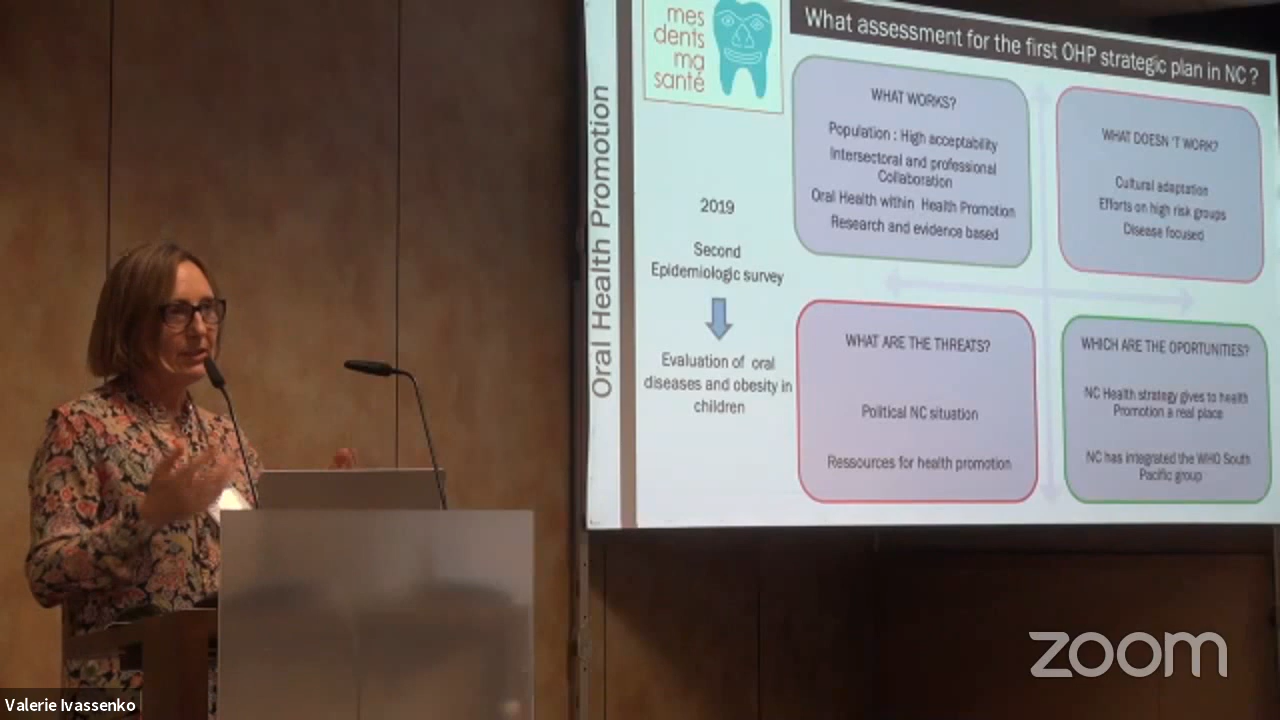 mes
dents
ma
santé
Oral Health Promotion
What assessment for the first OHP strategic plan in NC ?
2019
Second
Epidemiologic survey
Evaluation of oral
diseases and obesity in
children
WHAT WORKS?
Population : High acceptability
Intersectoral and professional
Collaboration
Oral Health within Health Promotion
Research and evidence based
WHAT DOESN 'T WORK?
Cultural adaptation
Efforts on high risk groups
Disease focused
WHAT ARE THE THREATS?
Political NC situation
Ressources for health promotion
WHICH ARE THE OPORTUNITIES?
NC Health strategy gives to health
Promotion a real place
NC has integrated the WHO South
Pacific group
zoom
Valerie Ivassenko